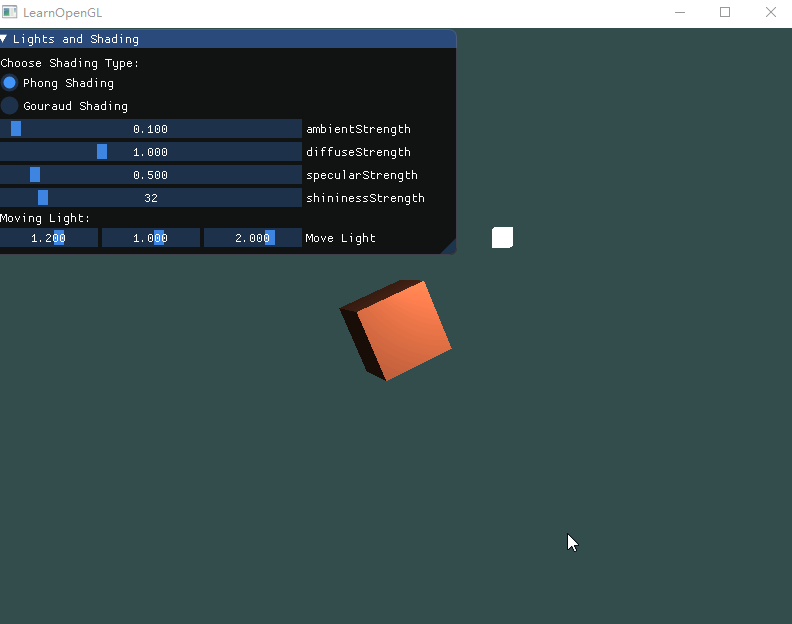 LearnOpenGL
Lights and Shading
Choose Shading Type:
Phong Shading
Gouraud Shading
0.100 ambientStrength
1.000 diffuseStrength
0.500 specularStrength
32 shininessStrength
Moving Light:
1.200 1.000 2.000 Move Light